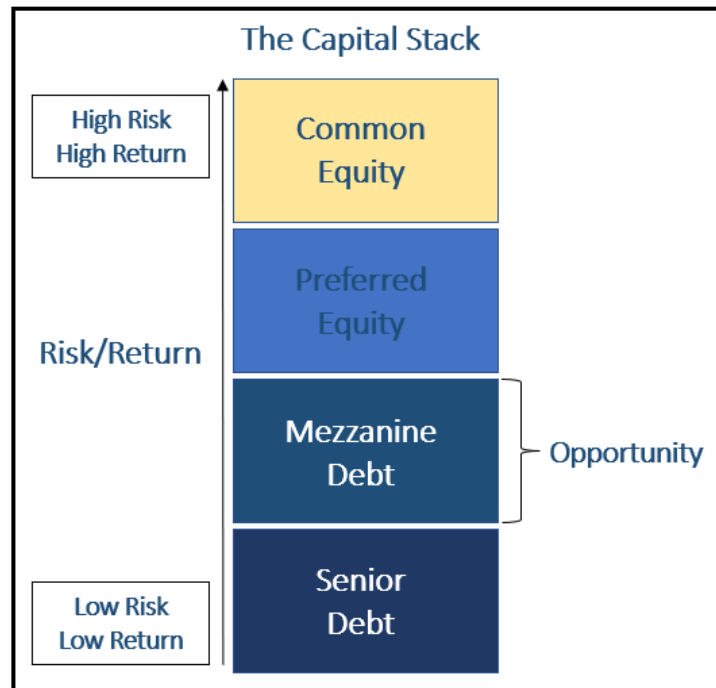 The Capital Stack
High Risk
High Return
Common
Equity
Preferred
Equity
Risk/Return
Mezzanine
Debt
Opportunity
Senior
Debt
Low Risk
Low Return